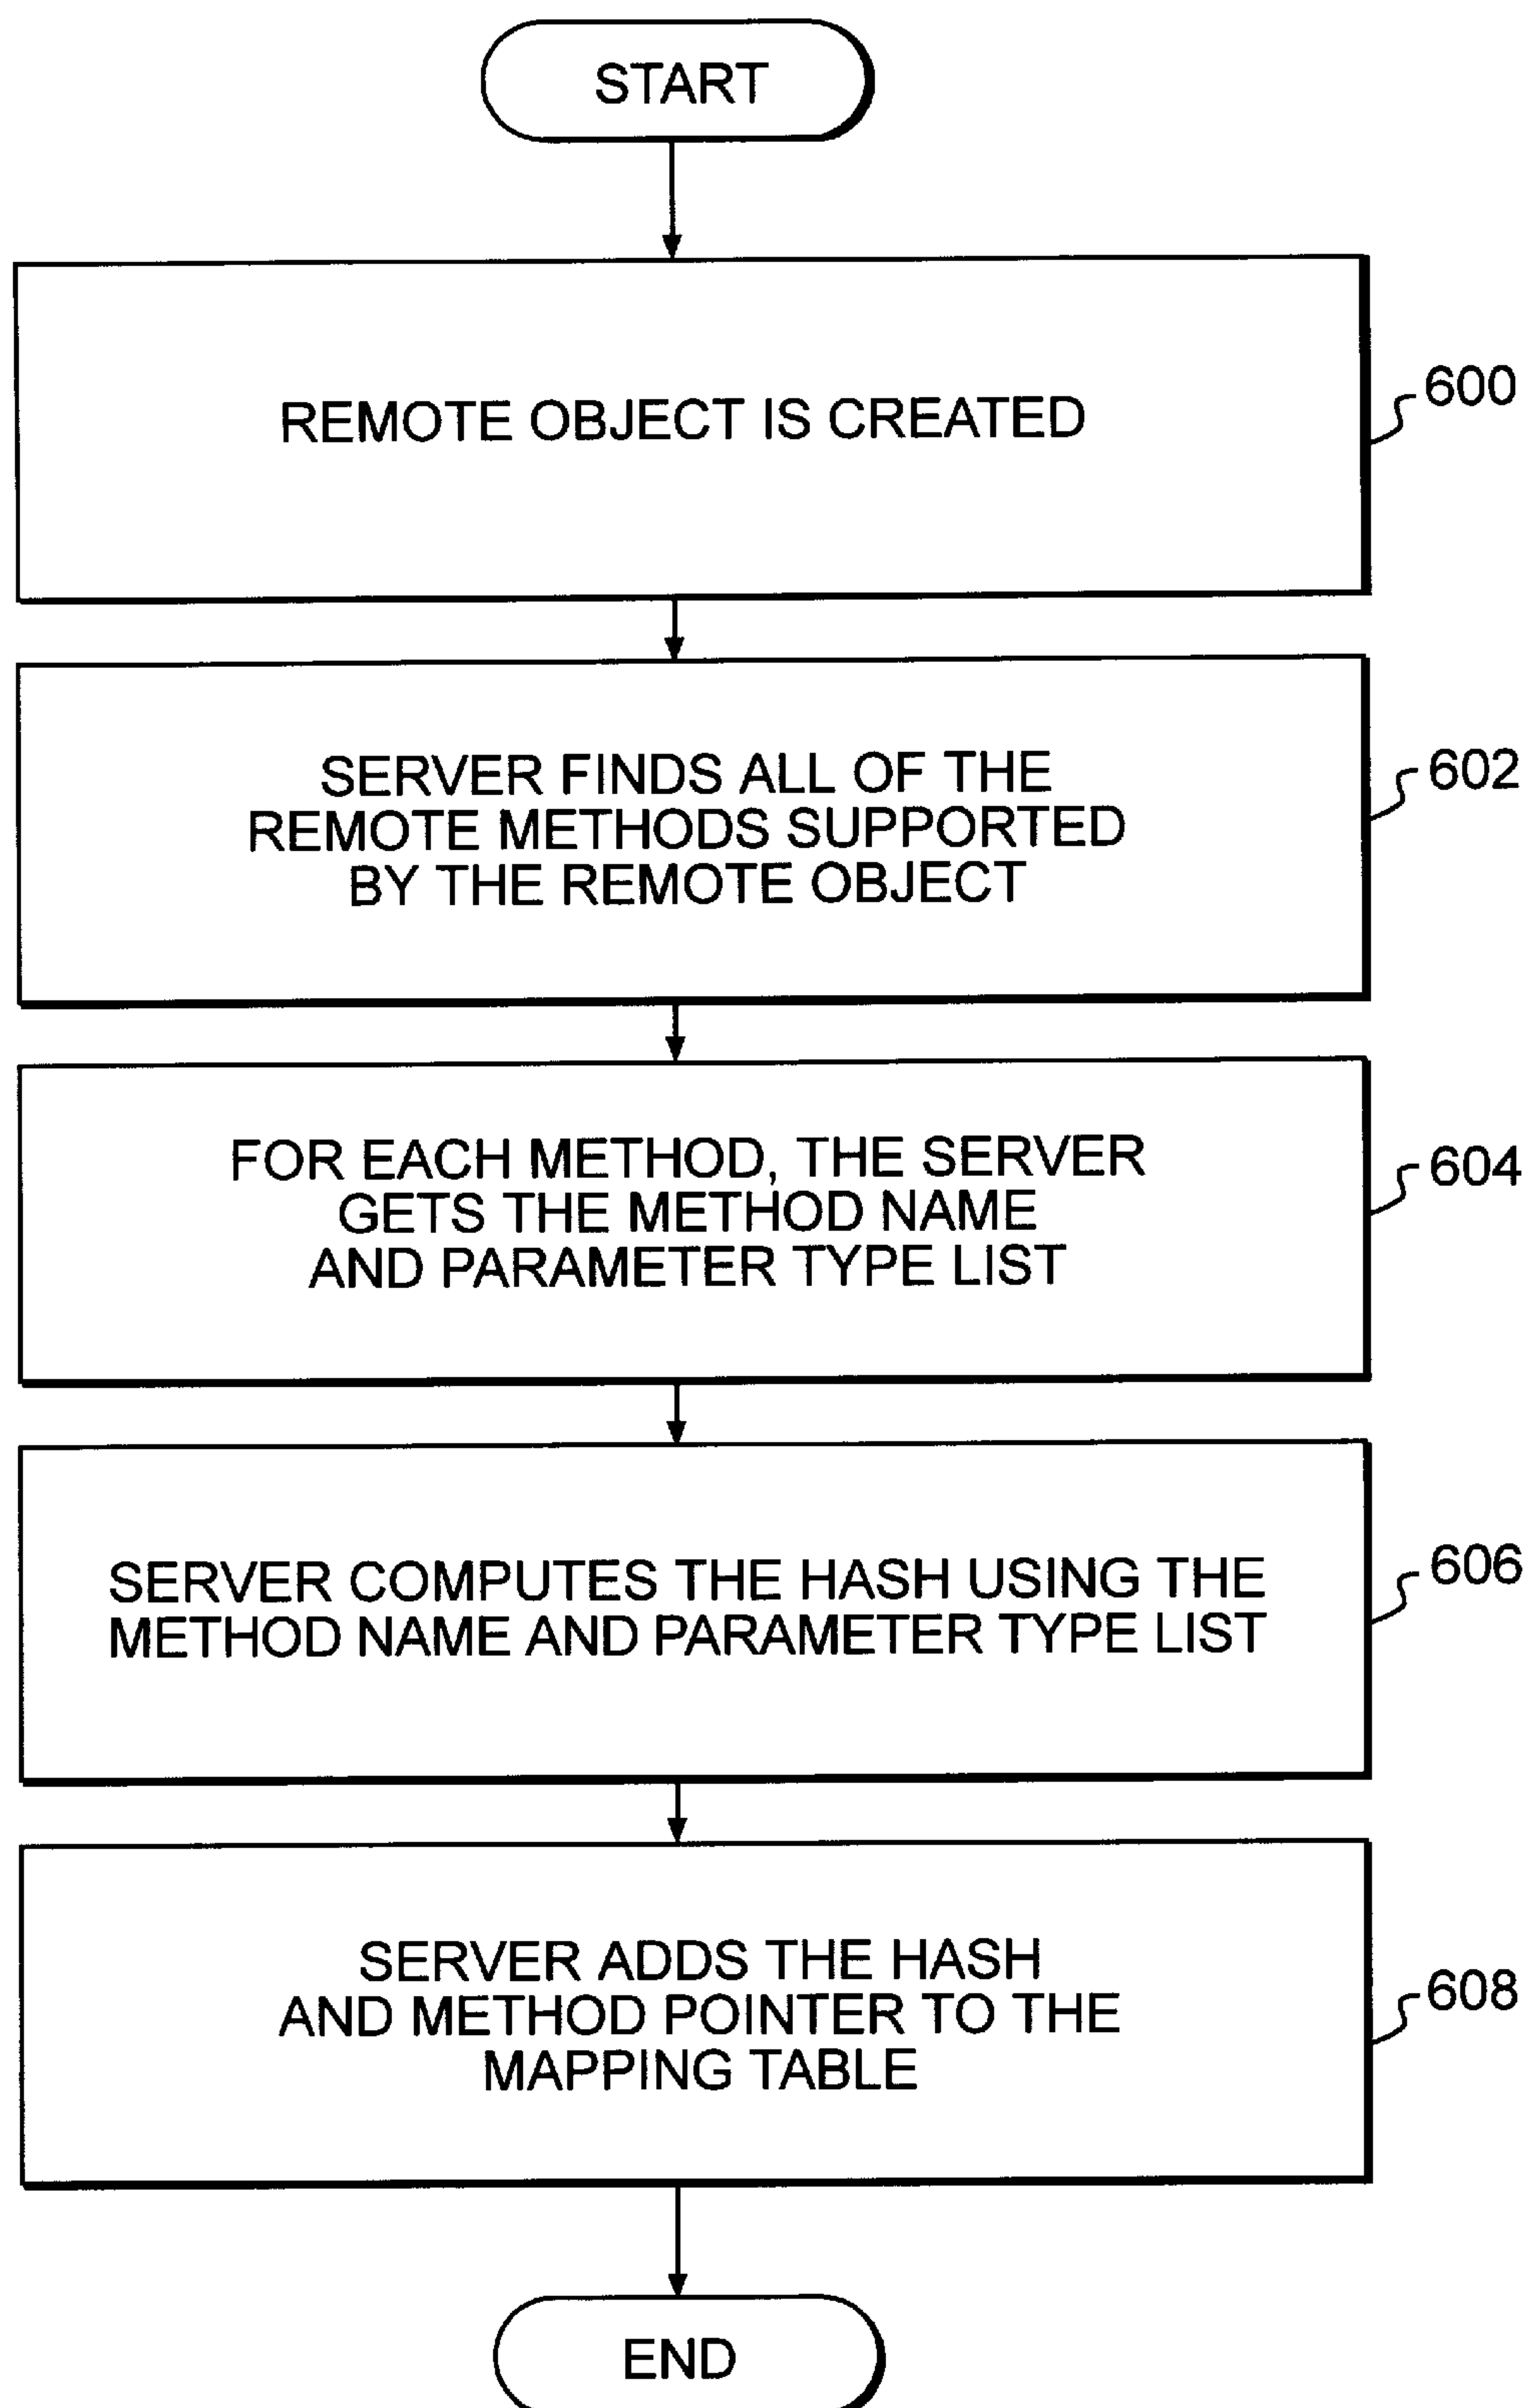 START
REMOTE OBJECT IS CREATED
600
SERVER FINDS ALL OF THE
REMOTE METHODS SUPPORTED
BY THE REMOTE OBJECT
602
FOR EACH METHOD, THE SERVER
GETS THE METHOD NAME
AND PARAMETER TYPE LIST
604
SERVER COMPUTES THE HASH USING THE
METHOD NAME AND PARAMETER TYPE LIST
606
SERVER ADDS THE HASH
AND METHOD POINTER TO THE
MAPPING TABLE
608
END